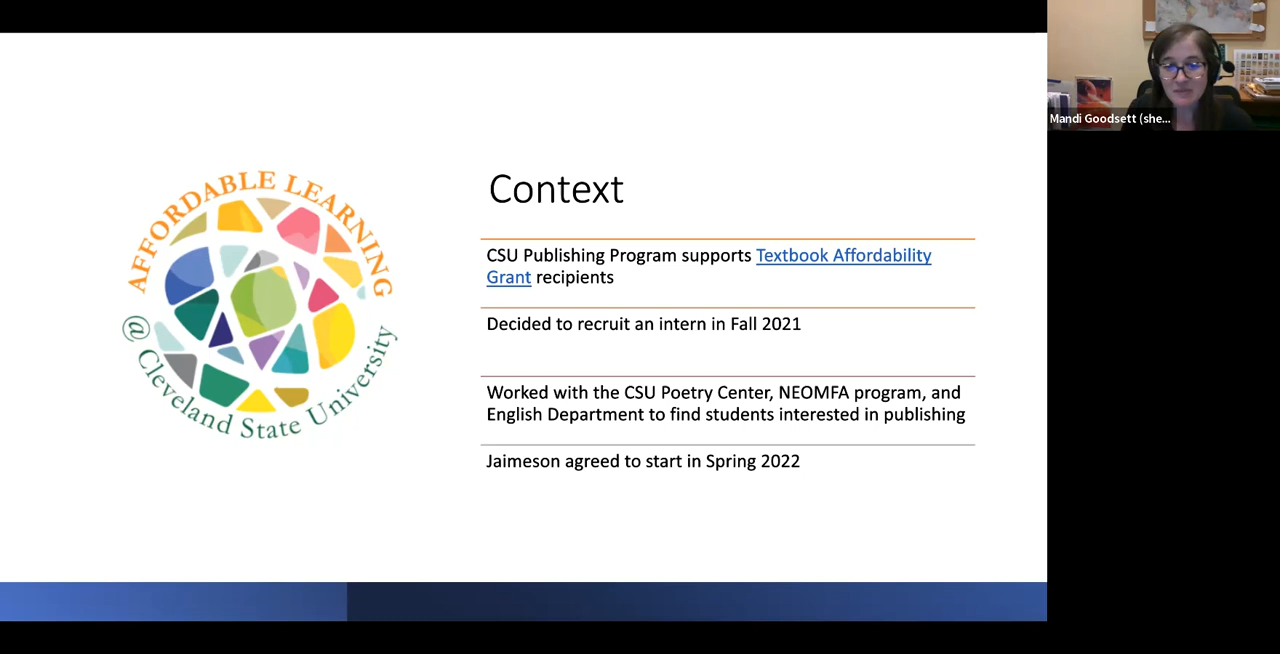 AFFORDABLE LEARNING
@ Cleveland State University
Context
CSU Publishing Program supports Textbook Affordability
Grant recipients
Decided to recruit an intern in Fall 2021
Worked with the CSU Poetry Center, NEOMFA program, and
English Department to find students interested in publishing
Jaimeson agreed to start in Spring 2022
Mandi Goodsett (she...